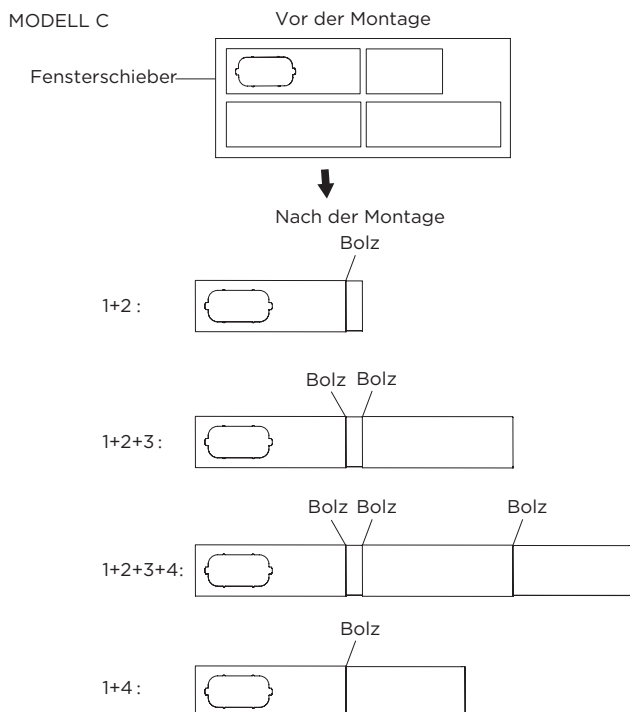 MODELL C
Vor der Montage
Fensterschieber
Nach der Montage
Bolz
1+2 :
Bolz Bolz
1+2+3 :
Bolz Bolz Bolz
1+2+3+4:
Bolz
1+4 :